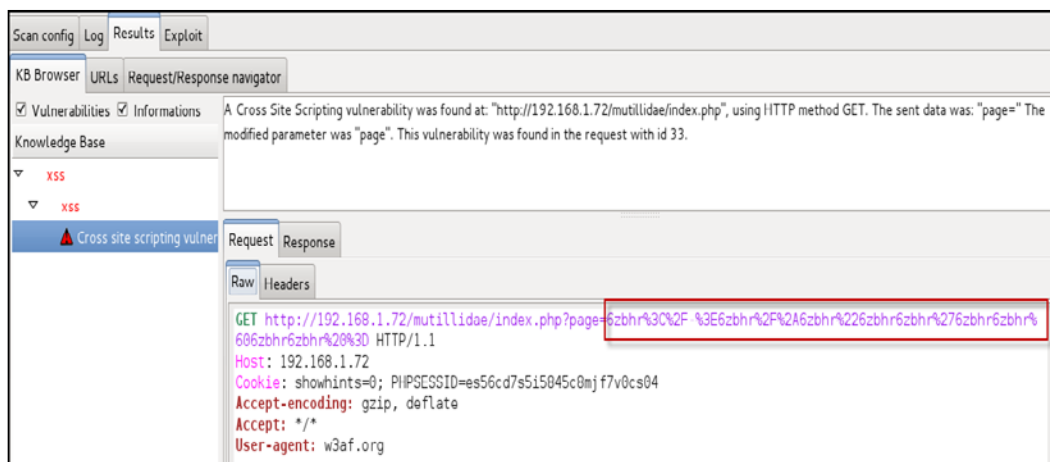 Scan config Log Results Exploit
KB Browser URLs Request/Response navigator
Vulnerabilities Informations
A Cross Site Scripting vulnerability was found at: "http://192.168.1.72/mutillidae/index.php", using HTTP method GET. The sent data was: "page=" The
modified parameter was "page". This vulnerability was found in the request with id 33.
Knowledge Base
xss
xss
Cross site scripting vulner
Request Response
Raw Headers
GET http://192.168.1.72/mutillidae/index.php?page=6zbhr%3C%2F-%3E6zbhr%2F%2A6zbhr%226zbhr6zbhr%276zbhr6zbhr%
606zbhr6zbhr%20%3D HTTP/1.1
Host: 192.168.1.72
Cookie: showhints=0; PHPSESSID=es56cd7s5i5845c8mjf7v0cs04
Accept-encoding: gzip, deflate
Accept: */*
User-agent: w3af.org